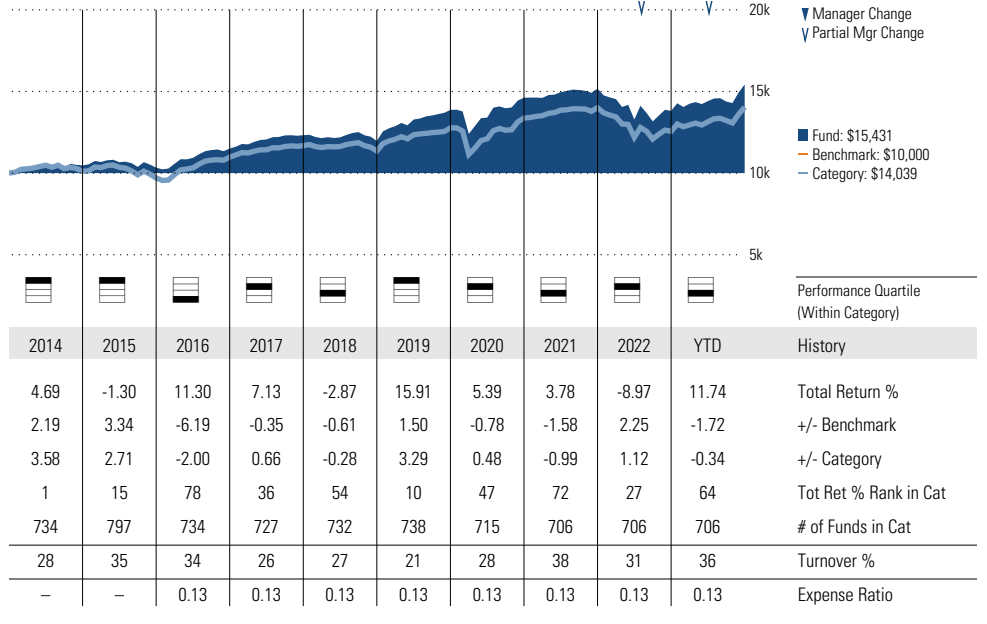 20k
Manager Change
Partial Mgr Change
15k
Fund: $15,431
Benchmark: $10,000
10k
Category: $14,039
5k
Performance Quartile
(Within Category)
2014 2015 2016 2017 2018 2019 2020 2021 2022 YTD History
4.69 -1.30 11.30 7.13 -2.87 15.91 5.39 3.78 -8.97 11.74 Total Return %
2.19 3.34 -6.19 -0.35 -0.61 1.50 -0.78 -1.58 2.25 -1.72 +/- Benchmark
3.58 2.71 -2.00 0.66 -0.28 3.29 0.48 -0.99 1.12 -0.34 +/- Category
1 15 78 36 54 10 47 72 27 64 Tot Ret % Rank in Cat
734 797 734 727 732 738 715 706 706 706 # of Funds in Cat
28 35 34 26 27 21 28 38 31 36 Turnover %
– – 0.13 0.13 0.13 0.13 0.13 0.13 0.13 0.13 Expense Ratio